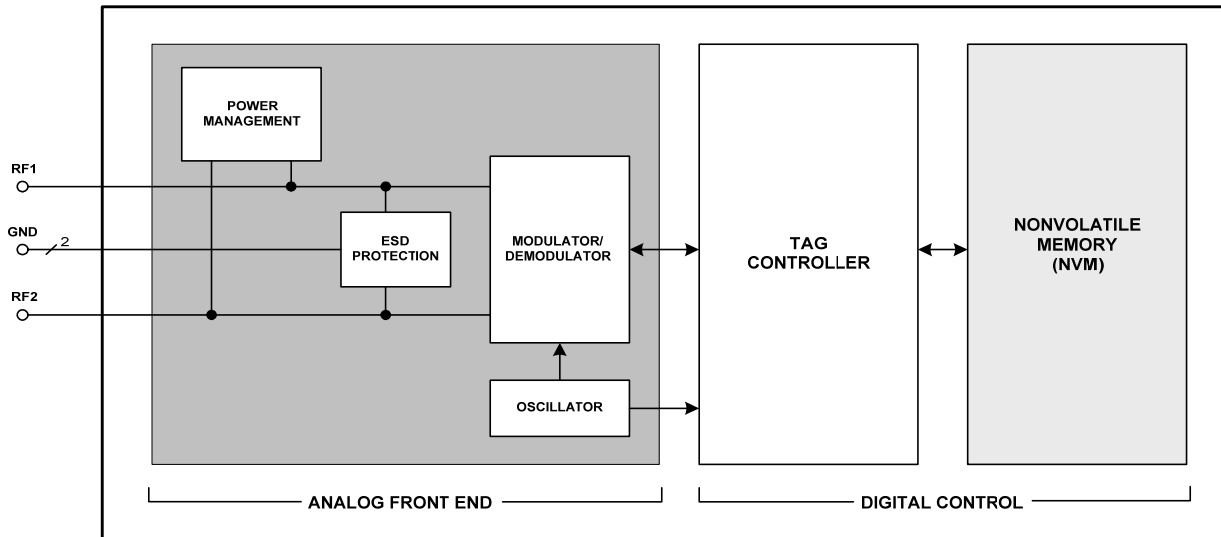 POWER
MANAGEMENT
RF1
GND
2
RF2
ESD
PROTECTION
MODULATOR/
DEMODULATOR
OSCILLATOR
TAG
CONTROLLER
NONVOLATILE
MEMORY
(NVM)
ANALOG FRONT END
DIGITAL CONTROL